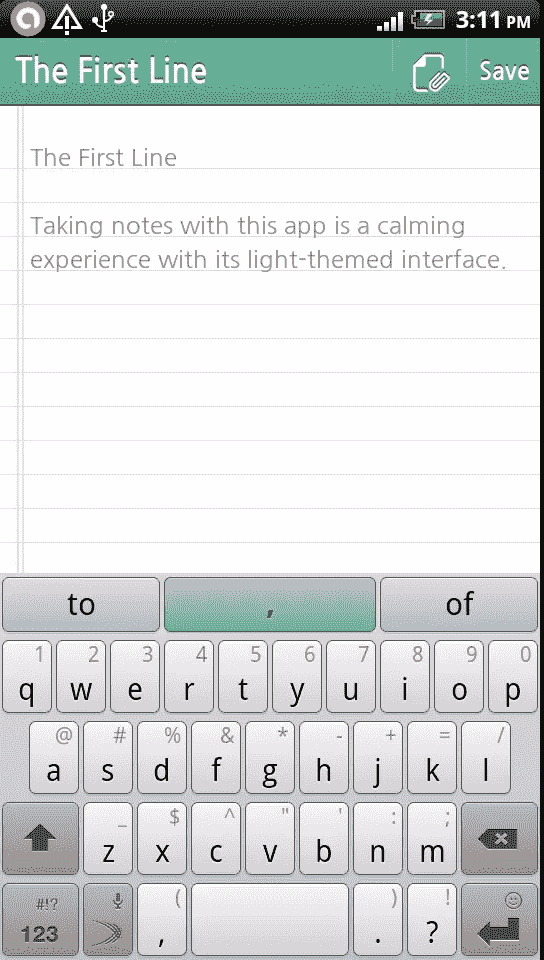 3:11 PM
The First Line
Save
The First Line
Taking notes with this app is a calming
experience with its light-themed interface.
to , of
1 2 3 4 5 6 7 8 9 0
q w e r t y u i o p
@ # % & * - + = /
a s d f g h j k l
_ $ ^ " ' : ;
z x c v b n m
#!? ( ) !
123 , . ?